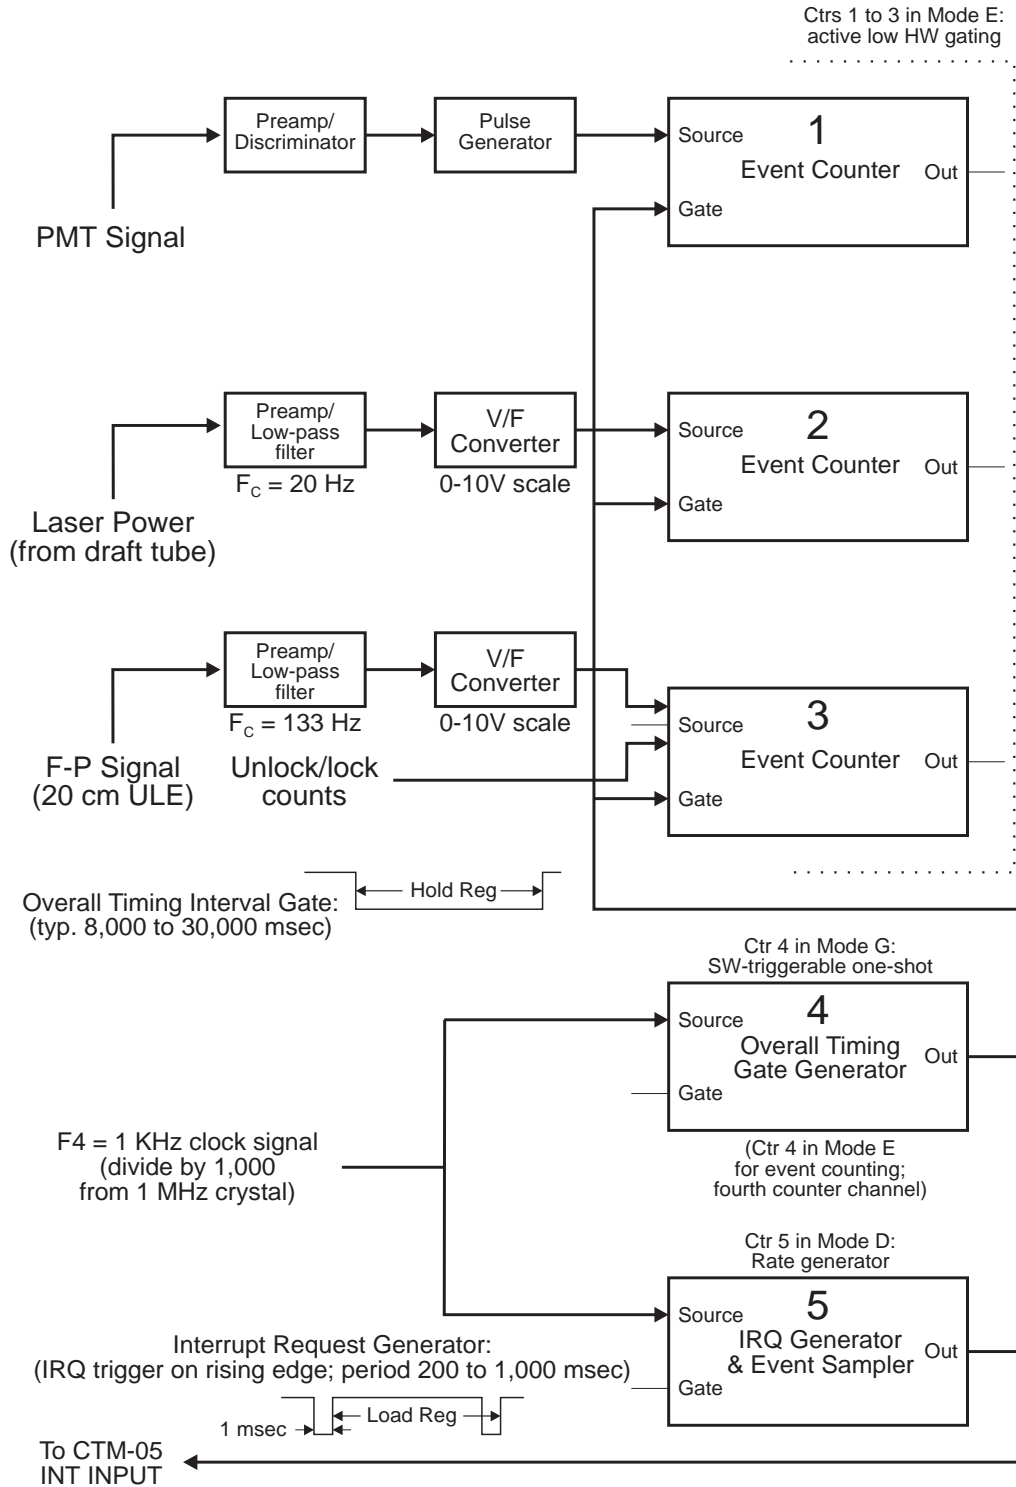 Ctrs 1 to 3 in Mode E:
active low HW gating
Preamp/
Discriminator
Pulse
Generator
Source
1
Event Counter
Out
Gate
PMT Signal
Preamp/
Low-pass
filter
V/F
Converter
Source
2
Event Counter
Out
Gate
FC = 20 Hz
0-10V scale
Laser Power
(from draft tube)
Preamp/
Low-pass
filter
V/F
Converter
Source
3
Event Counter
Out
Gate
FC = 133 Hz
0-10V scale
F-P Signal
(20 cm ULE)
Unlock/lock
counts
Hold Reg
Overall Timing Interval Gate:
(typ. 8,000 to 30,000 msec)
Ctr 4 in Mode G:
SW-triggerable one-shot
Source
4
Overall Timing
Gate Generator
Out
Gate
F4 = 1 KHz clock signal
(divide by 1,000
from 1 MHz crystal)
(Ctr 4 in Mode E
for event counting;
fourth counter channel)
Ctr 5 in Mode D:
Rate generator
Source
5
IRQ Generator
& Event Sampler
Out
Gate
Interrupt Request Generator:
(IRQ trigger on rising edge; period 200 to 1,000 msec)
Load Reg
1 msec
To CTM-05
INT INPUT